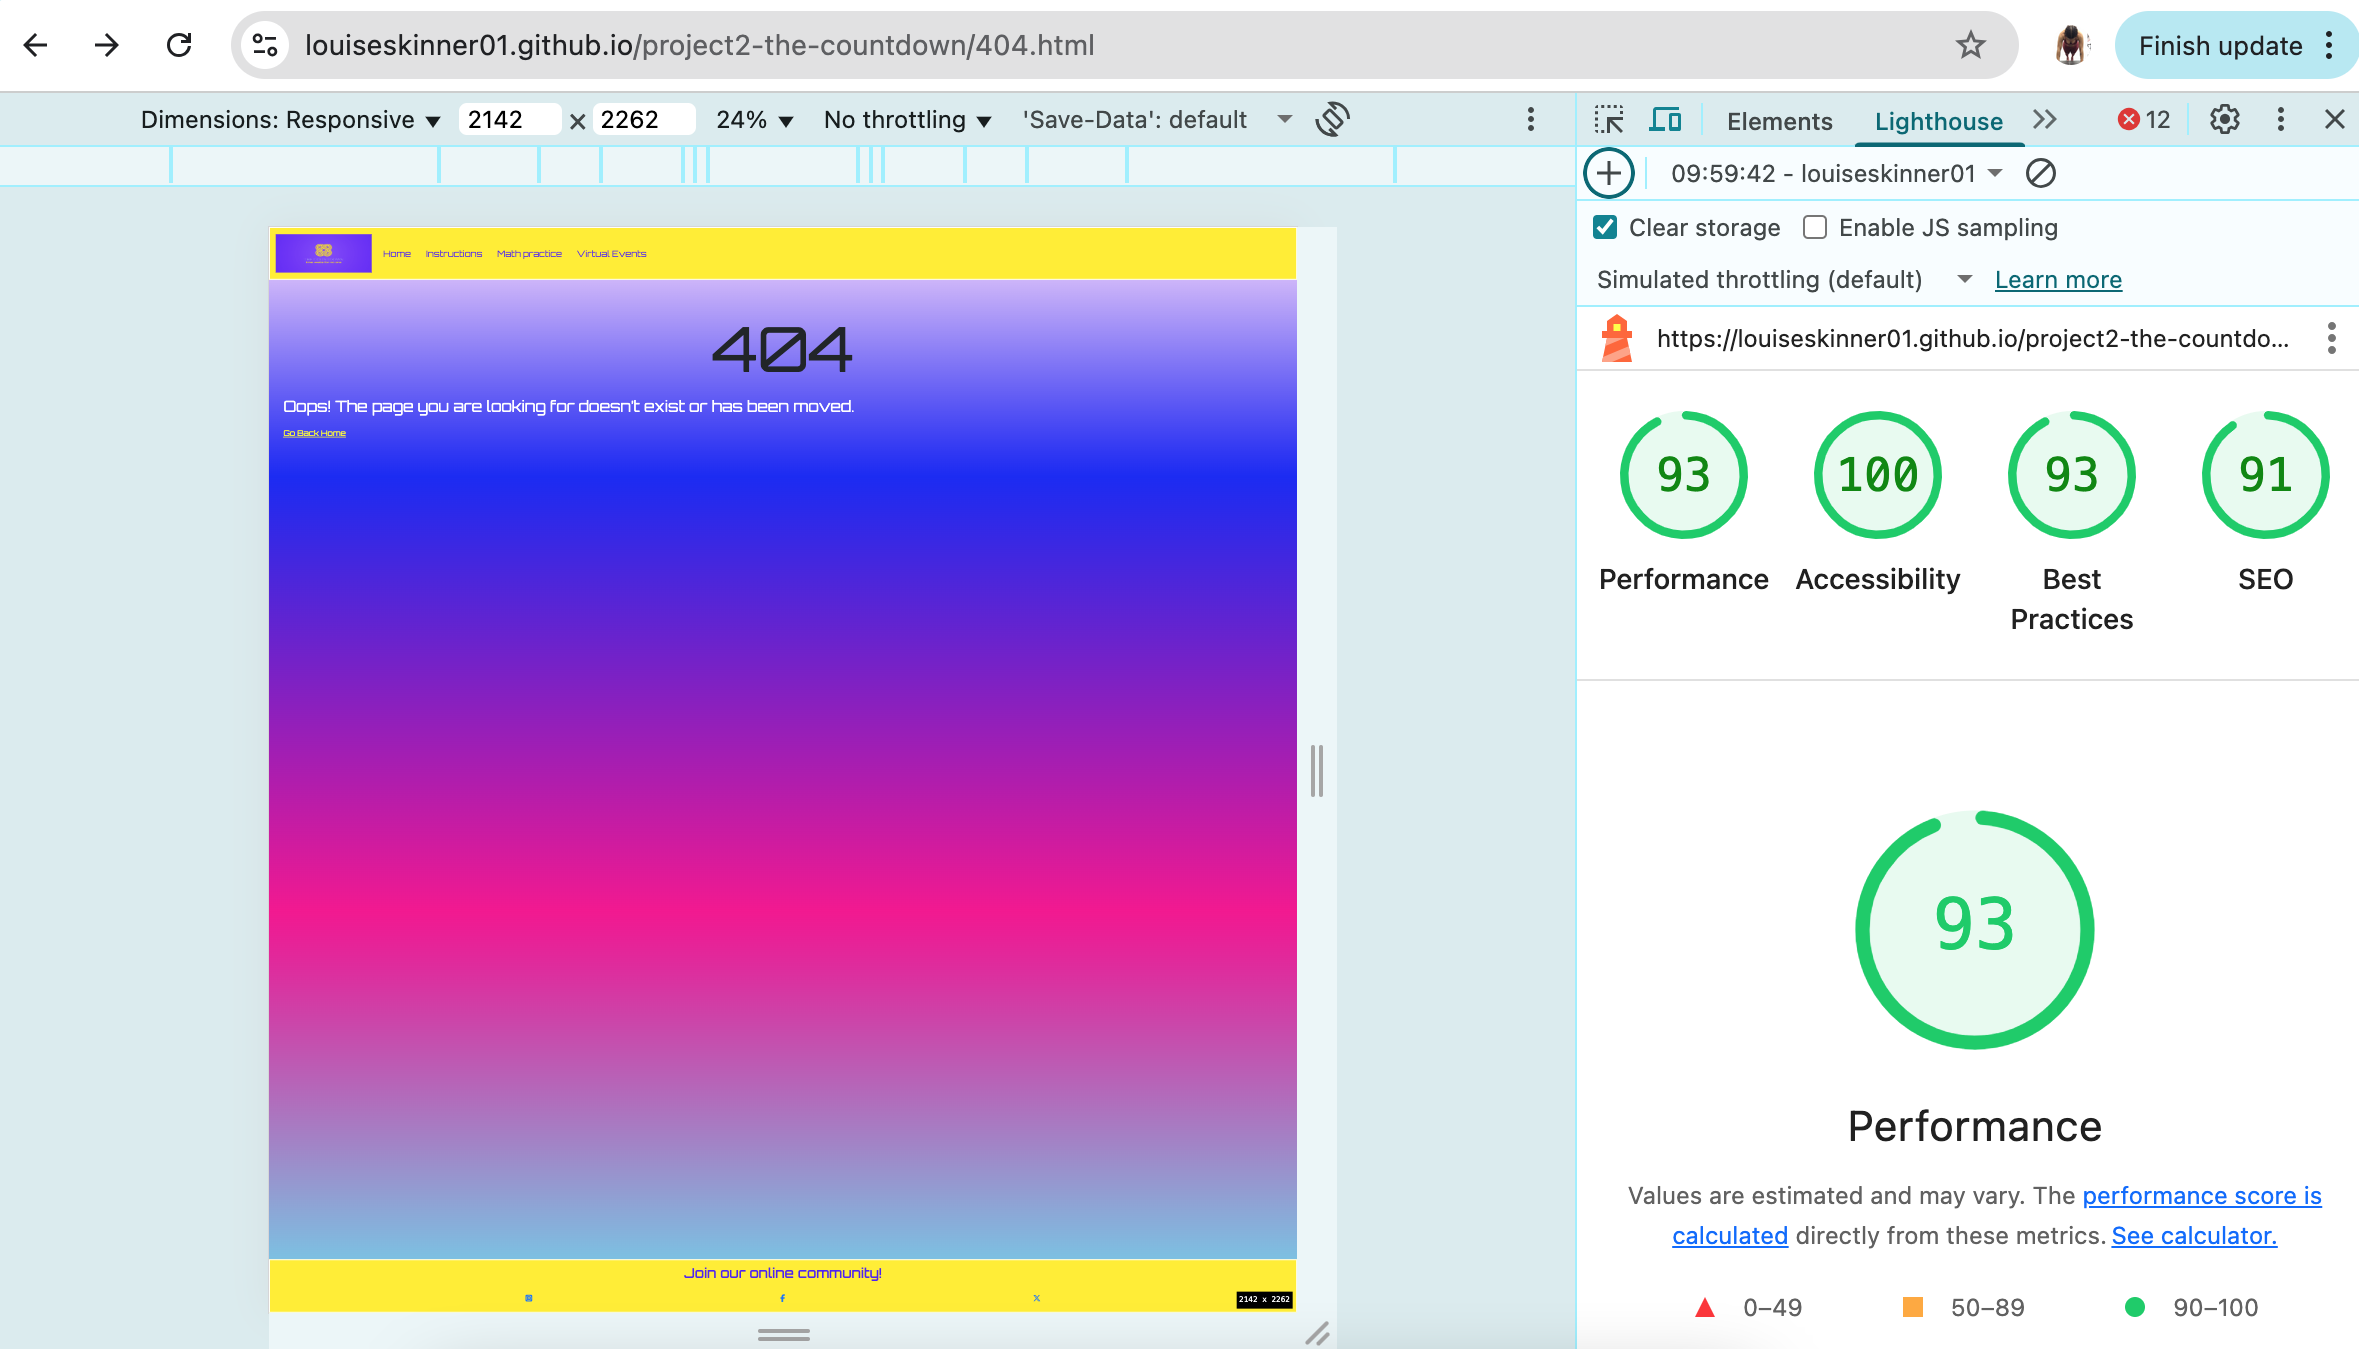 louiseskinner01.github.io/project2-the-countdown/404.html
Finish update
Dimensions: Responsive ▼ 2142 × 2262 24% ▼ No throttling ▼ 'Save-Data': default
Elements Lighthouse 12
09:59:42 - louiseskinner01
Clear storage Enable JS sampling
Simulated throttling (default) Learn more
https://louiseskinner01.github.io/project2-the-countdo...
Home Instructions Math practice Virtual Events
404
Oops! The page you are looking for doesn't exist or has been moved.
Go Back Home
Join our online community!
2142 x 2262
93 100 93 91
Performance Accessibility Best Practices SEO
93
Performance
Values are estimated and may vary. The performance score is
calculated directly from these metrics. See calculator.
0–49 50–89 90–100